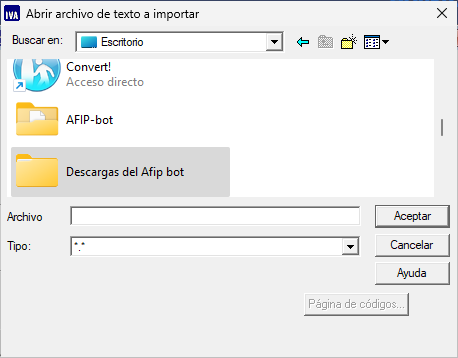 IVA Abrir archivo de texto a importar
Buscar en: Escritorio
Convert!
Acceso directo
AFIP-bot
Descargas del Afip bot
Archivo
Aceptar
Tipo: *.*
Cancelar
Ayuda
Página de códigos...